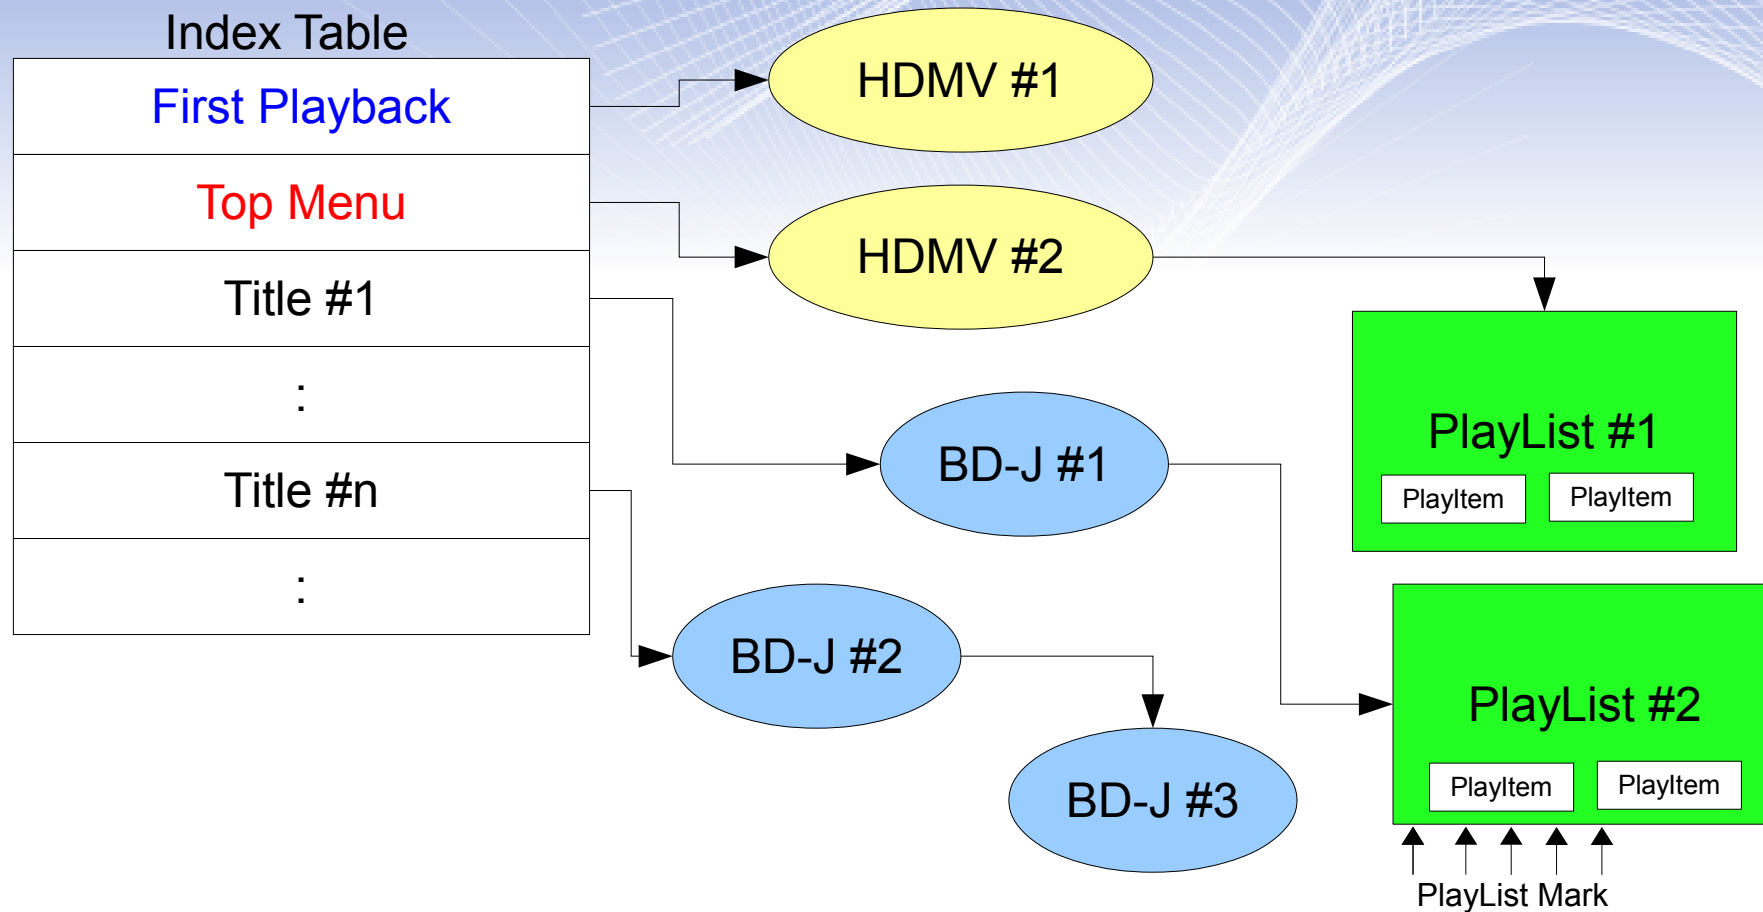 Index Table
First Playback
Top Menu
Title #1
:
Title #n
:
HDMV #1
HDMV #2
BD-J #1
BD-J #2
BD-J #3
PlayList #1
PlayItem
PlayItem
PlayList #2
PlayItem
PlayItem
PlayList Mark